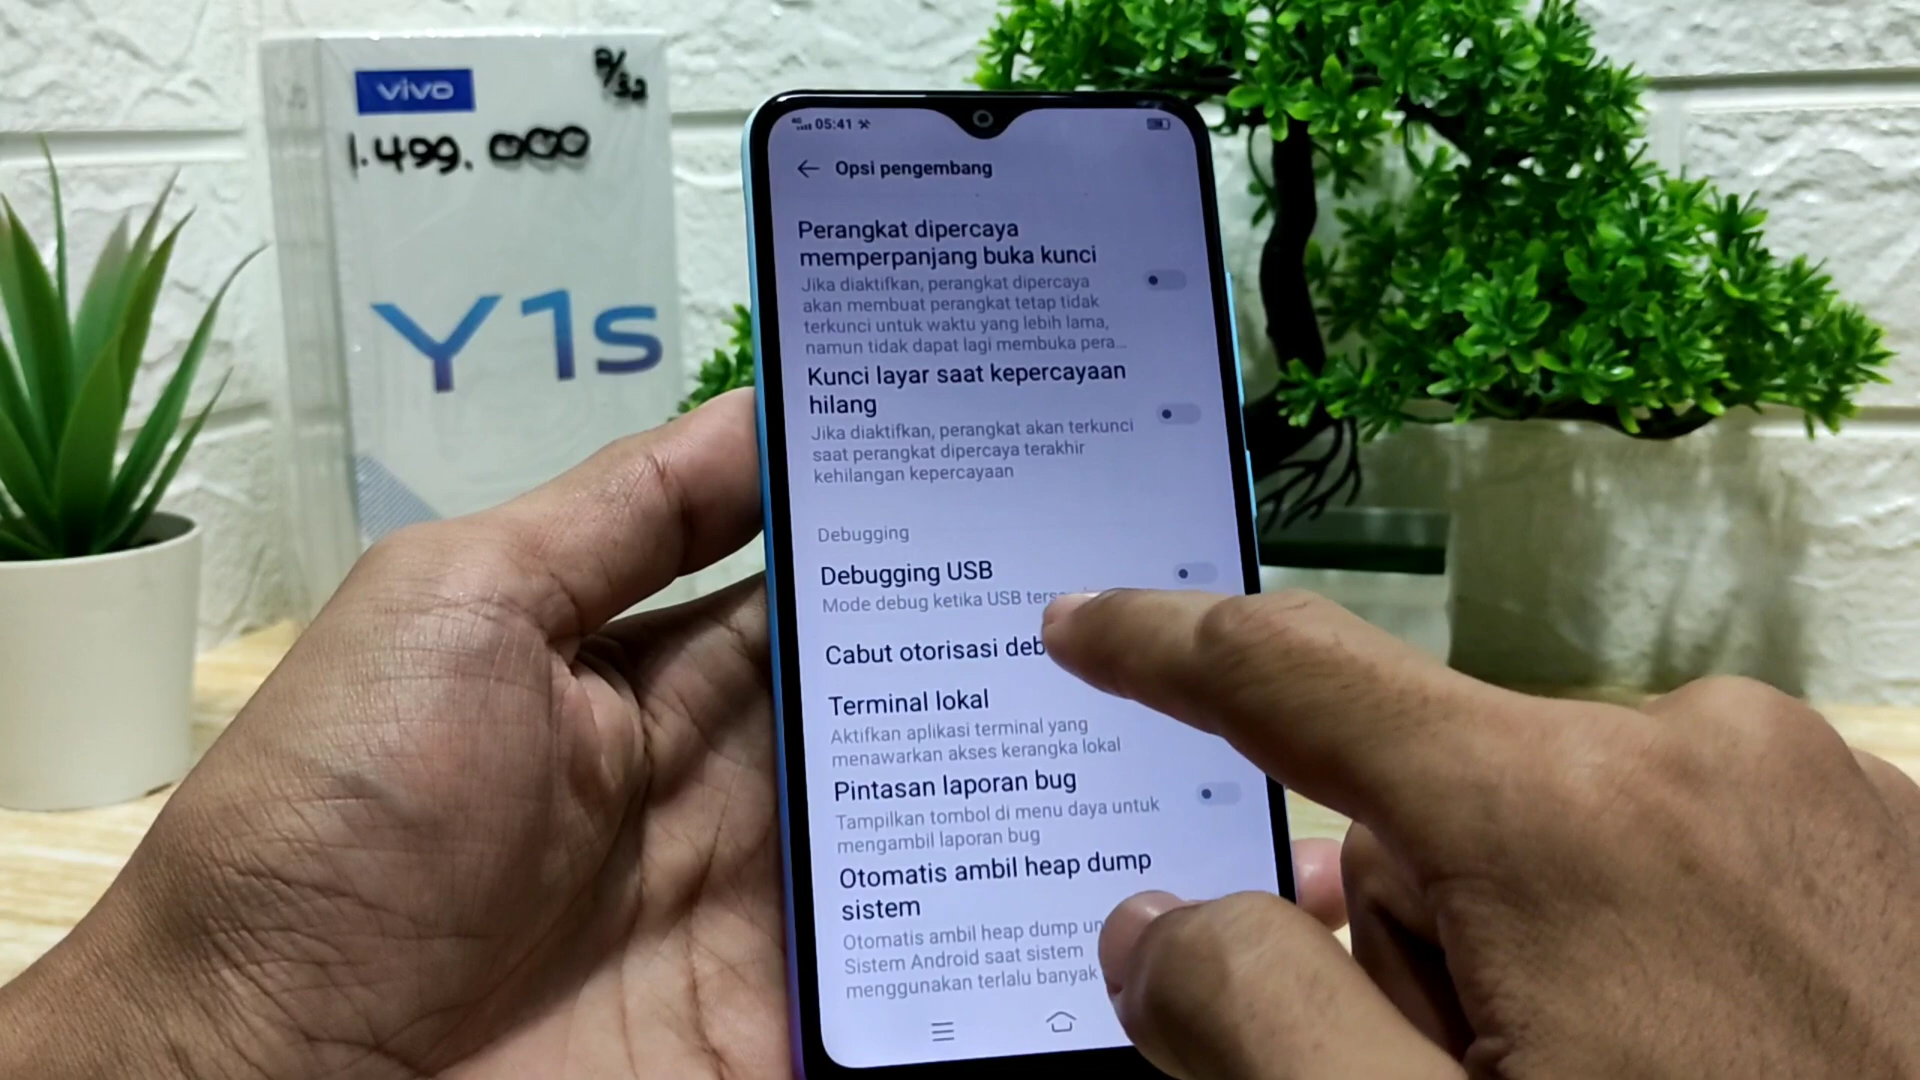 vivo
2/32
1.499.000
Y1s
4G 05:41
Opsi pengembang
Perangkat dipercaya
memperpanjang buka kunci
Jika diaktifkan, perangkat dipercaya
akan membuat perangkat tetap tidak
terkunci untuk waktu yang lebih lama,
namun tidak dapat lagi membuka pera...
Kunci layar saat kepercayaan
hilang
Jika diaktifkan, perangkat akan terkunci
saat perangkat dipercaya terakhir
kehilangan kepercayaan
Debugging
Debugging USB
Mode debug ketika USB
Cabut otorisasi
Terminal lokal
Aktifkan aplikasi terminal yang
menawarkan akses kerangka lokal
Pintasan laporan bug
Tampilkan tombol di menu daya untuk
mengambil laporan bug
Otomatis ambil heap dump
sistem
Otomatis ambil heap dump
Sistem Android saat sistem
menggunakan terlalu banyak